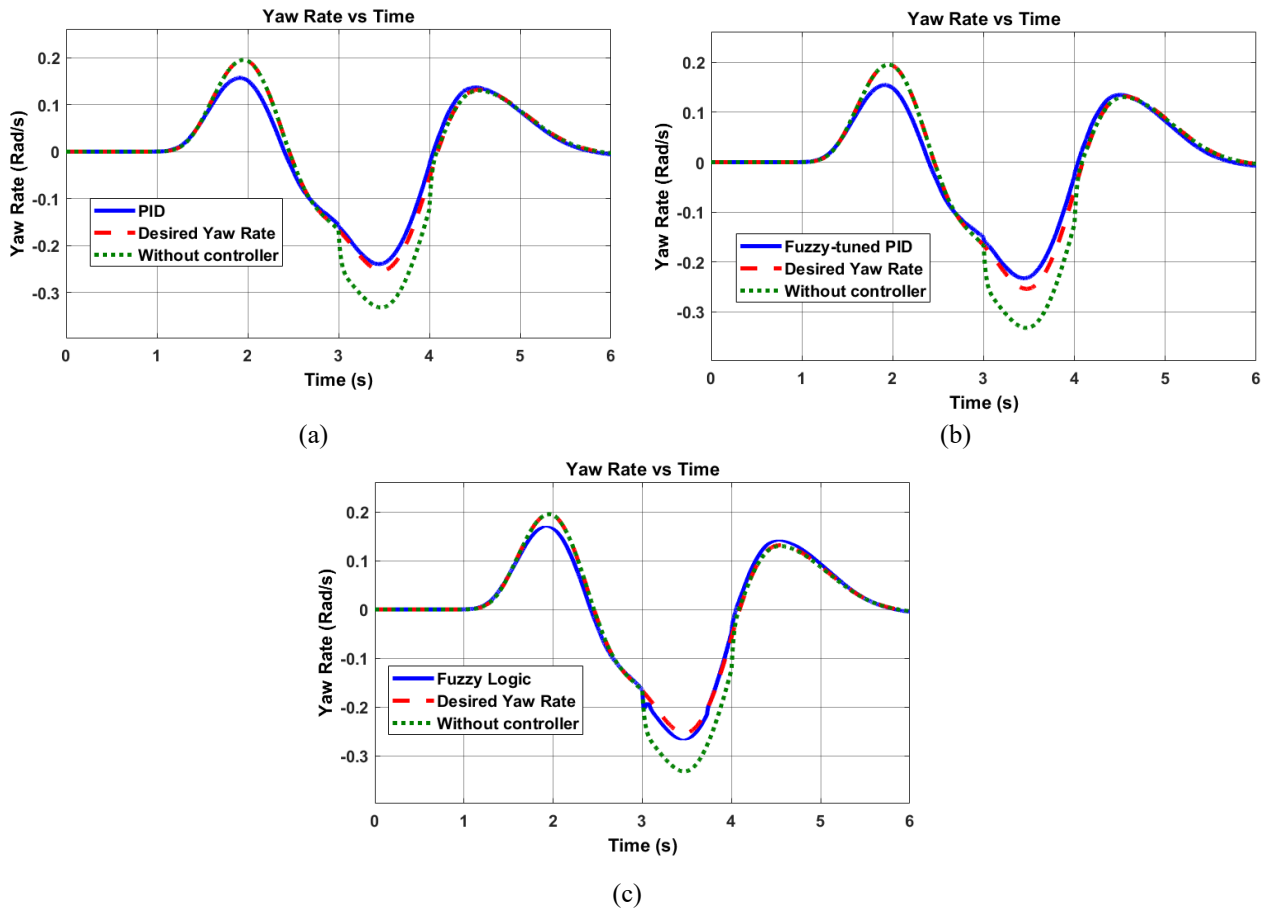 Yaw Rate vs Time
Yaw Rate (Rad/s)
0.2
0.1
0
-0.1
-0.2
-0.3
PID
Desired Yaw Rate
Without controller
0 1 2 3 4 5 6
Time (s)
(a)
Yaw Rate vs Time
Yaw Rate (Rad/s)
0.2
0.1
0
-0.1
-0.2
-0.3
Fuzzy-tuned PID
Desired Yaw Rate
Without controller
0 1 2 3 4 5 6
Time (s)
(b)
Yaw Rate vs Time
Yaw Rate (Rad/s)
0.2
0.1
0
-0.1
-0.2
-0.3
Fuzzy Logic
Desired Yaw Rate
Without controller
0 1 2 3 4 5 6
Time (s)
(c)